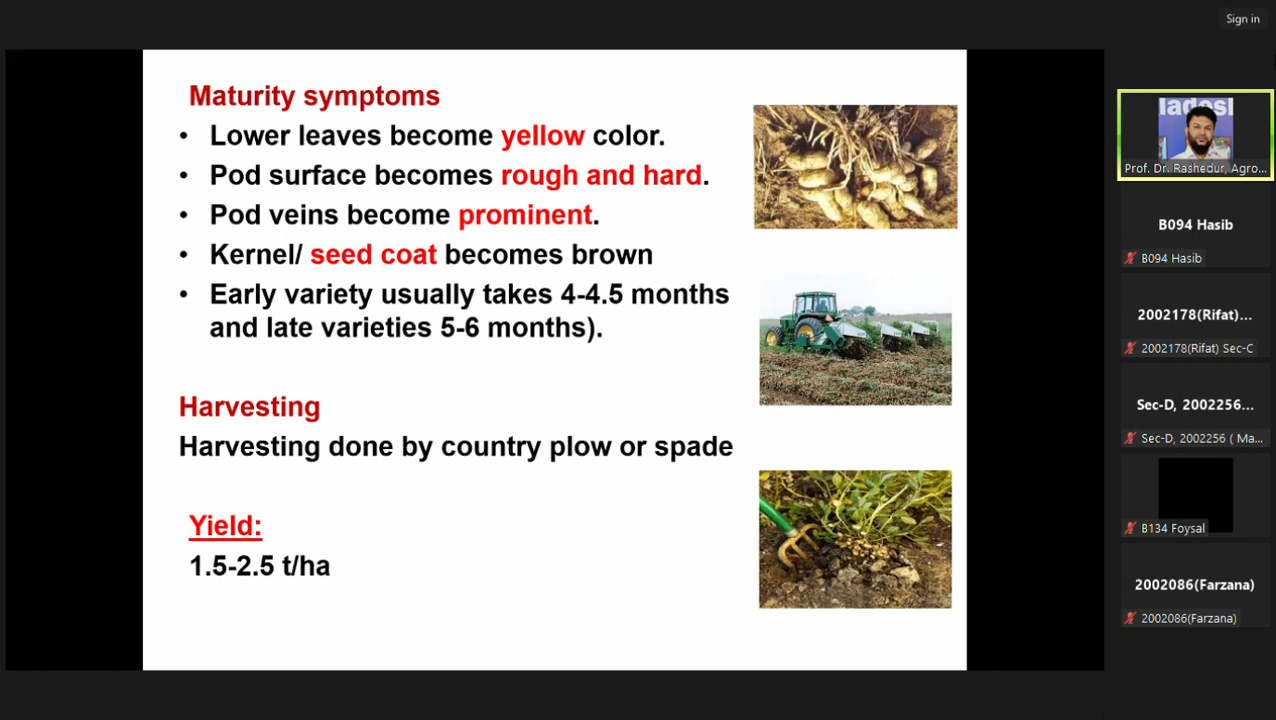 Sign in
Maturity symptoms
• Lower leaves become yellow color.
• Pod surface becomes rough and hard.
• Pod veins become prominent.
• Kernel/ seed coat becomes brown
• Early variety usually takes 4-4.5 months
and late varieties 5-6 months).
Harvesting
Harvesting done by country plow or spade
Yield:
1.5-2.5 t/ha
Prof. Dr. Rashedur, Agro...
B094 Hasib
B094 Hasib
2002178(Rifat)...
2002178(Rifat) Sec-C
Sec-D, 2002256...
Sec-D, 2002256 ( Ma...
B134 Foysal
2002086(Farzana)
2002086(Farzana)